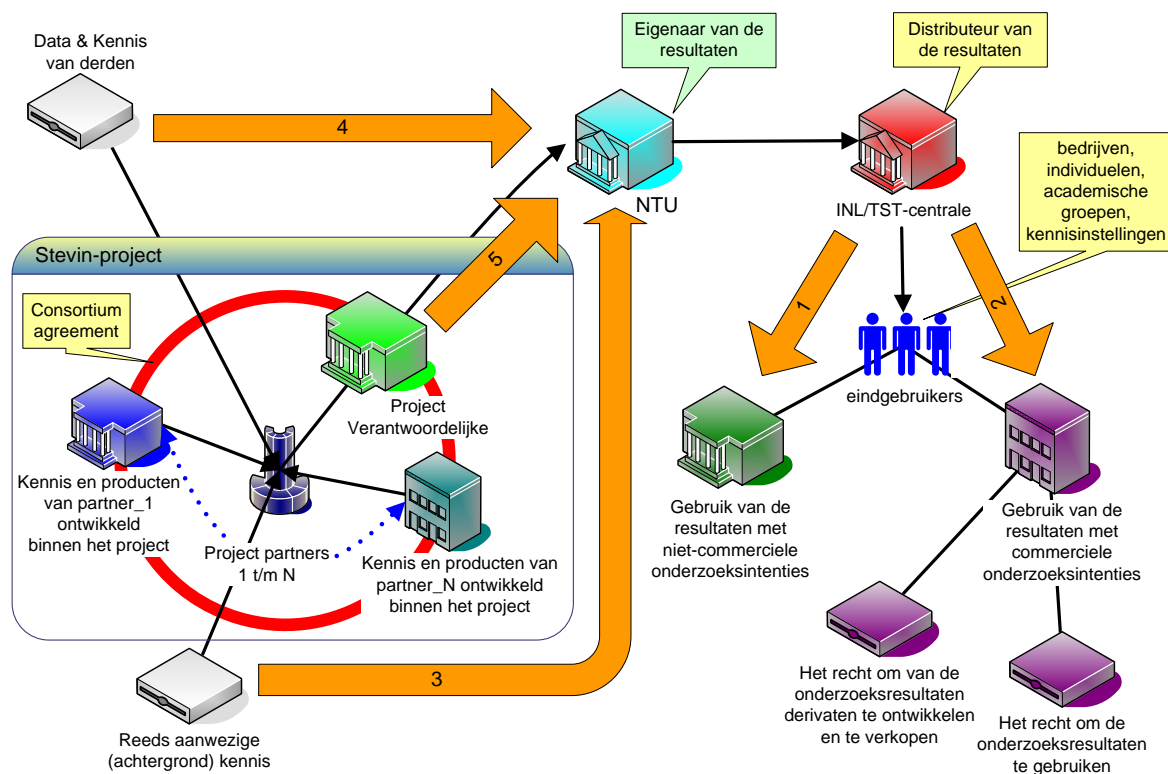 Data & Kennis
van derden
Eigenaar van de
resultaten
Distributeur van
de resultaten
4
NTU
INL/TST-centrale
bedrijven,
individuelen,
academische
groepen,
kennisinstellingen
Stevin-project
5
1
2
Consortium
agreement
Project
Verantwoordelijke
eindgebruikers
Kennis en producten
van partner_1
ontwikkeld
binnen het project
Project partners
1 t/m N
Kennis en producten van
partner_N ontwikkeld
binnen het project
Gebruik van de
resultaten met
niet-commerciele
onderzoeksintenties
Gebruik van de
resultaten met
commerciele
onderzoeksintenties
3
Reeds aanwezige
(achtergrond) kennis
Het recht om van de
onderzoeksresultaten
derivaten te ontwikkelen
en te verkopen
Het recht om de
onderzoeksresultaten
te gebruiken